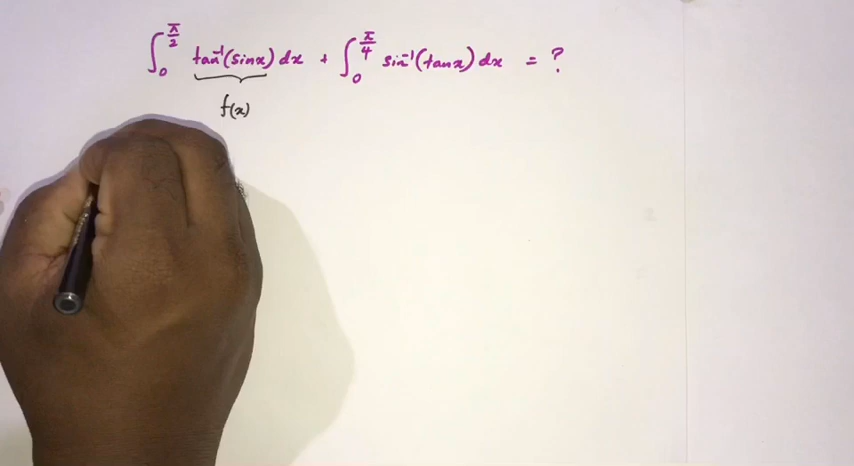 ∫₀^(π/2) tan⁻¹(sinx) dx + ∫₀^(π/4) sin⁻¹(tanx) dx = ?
f(x)